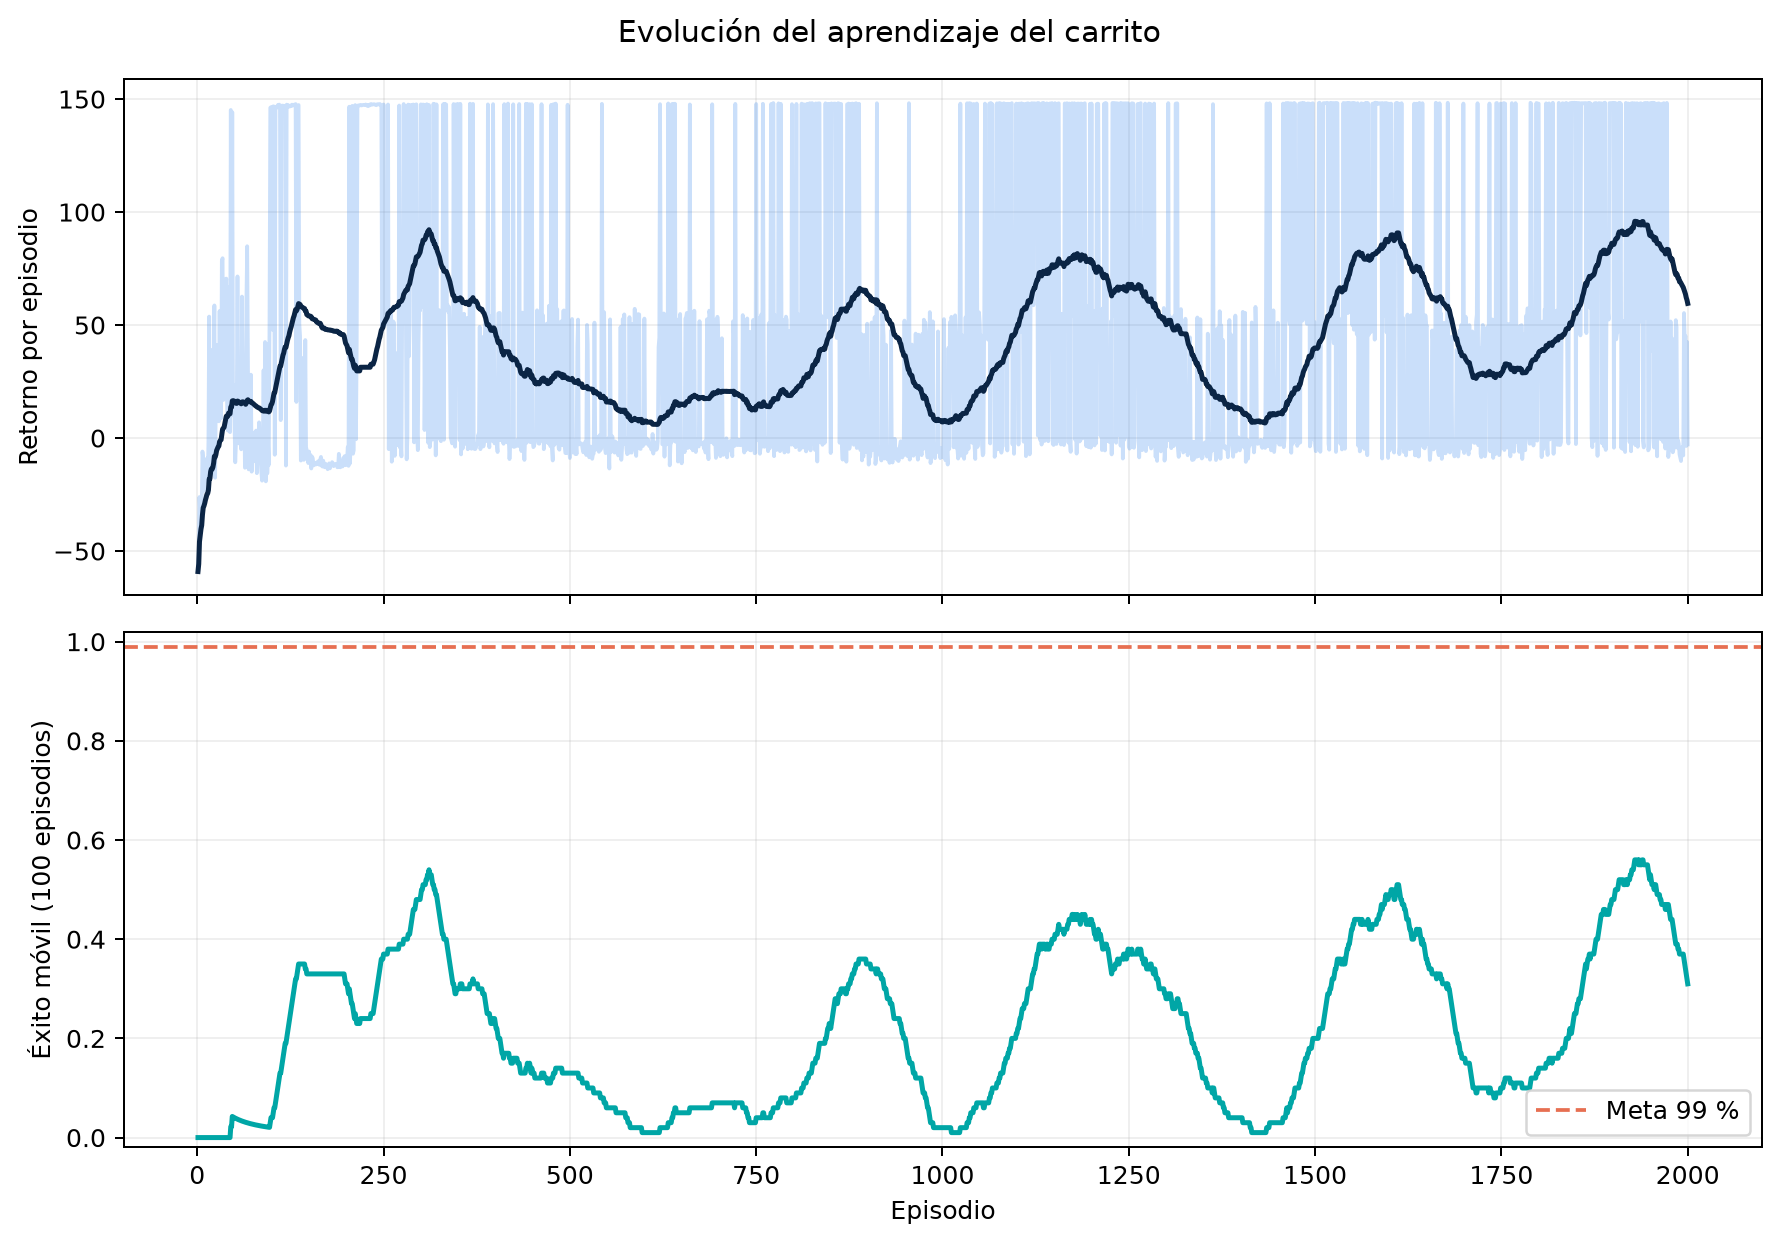 Evolución del aprendizaje del carrito
150
100
50
0
−50
Retorno por episodio
1.0
0.8
0.6
0.4
0.2
0.0
Éxito móvil (100 episodios)
Meta 99 %
0 250 500 750 1000 1250 1500 1750 2000
Episodio